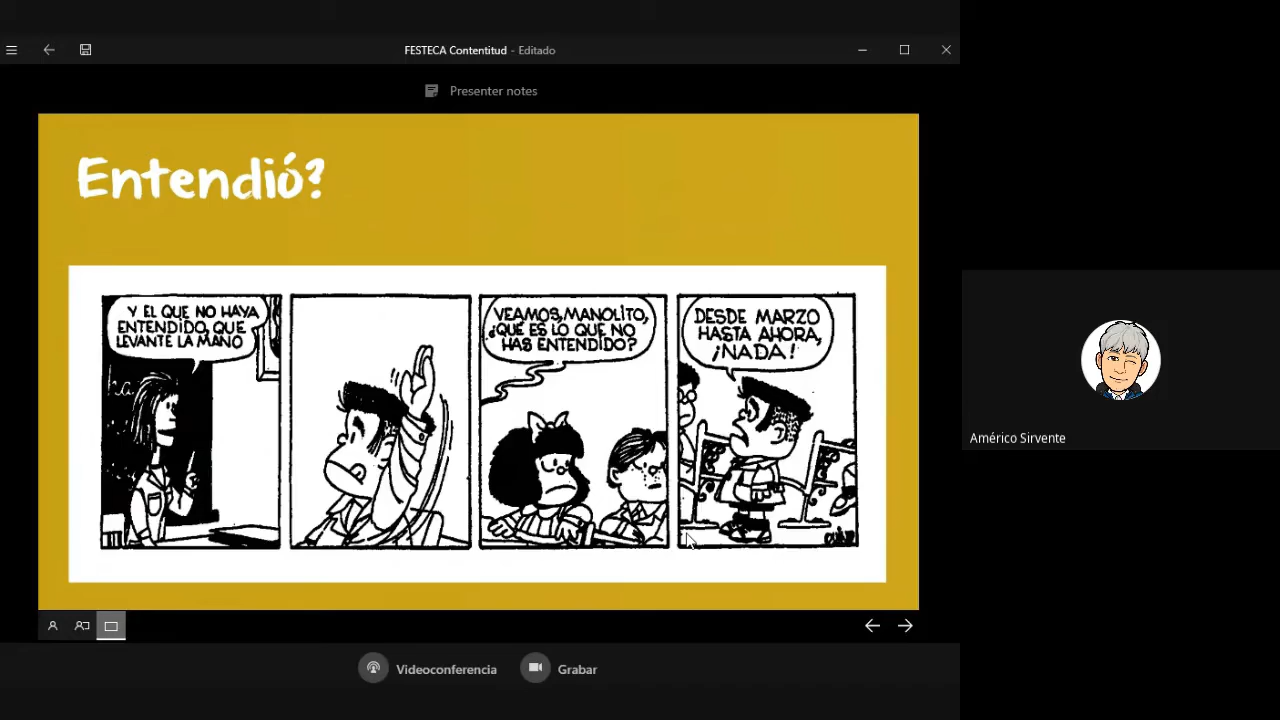 FESTECA Contentitud - Editado
Presenter notes
Entendió?
Y EL QUE NO HAYA
ENTENDIDO, QUE
LEVANTE LA MANO
VEAMOS, MANOLITO,
¿QUÉ ES LO QUE NO
HAS ENTENDIDO?
DESDE MARZO
HASTA AHORA,
¡NADA!
ha
Américo Sirvente
Videoconferencia
Grabar